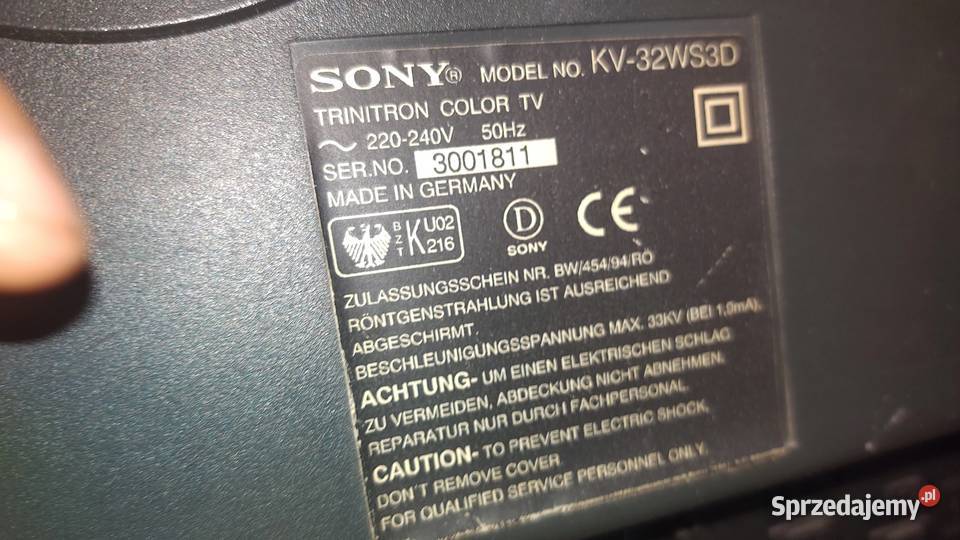 SONY® MODEL NO. KV-32WS3D
TRINITRON COLOR TV
~ 220-240V 50Hz
SER.NO. 3001811
MADE IN GERMANY
BZT K U02 216
D SONY CE
ZULASSUNGSSCHEIN NR. BW/454/94/RÖ
RÖNTGENSTRAHLUNG IST AUSREICHEND
ABGESCHIRMT.
BESCHLEUNIGUNGSSPANNUNG MAX. 33KV (BEI 1,0mA).
ACHTUNG- UM EINEN ELEKTRISCHEN SCHLAG
ZU VERMEIDEN, ABDECKUNG NICHT ABNEHMEN.
REPARATUR NUR DURCH FACHPERSONAL
CAUTION- TO PREVENT ELECTRIC SHOCK,
DON'T REMOVE COVER
FOR QUALIFIED SERVICE PERSONNEL ONLY.
Sprzedajemy.pl